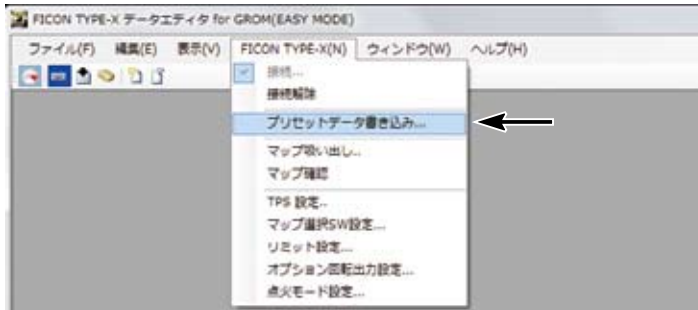 FICON TYPE-X データエディタ for GROM(EASY MODE)
ファイル(F) 編集(E) 表示(V) FICON TYPE-X(N) ウィンドウ(W) ヘルプ(H)
接続...
接続解除
プリセットデータ書き込み...
マップ吸い出し...
マップ確認
TPS 設定...
マップ選択SW設定...
リミット設定...
オプション回転出力設定...
点火モード設定...